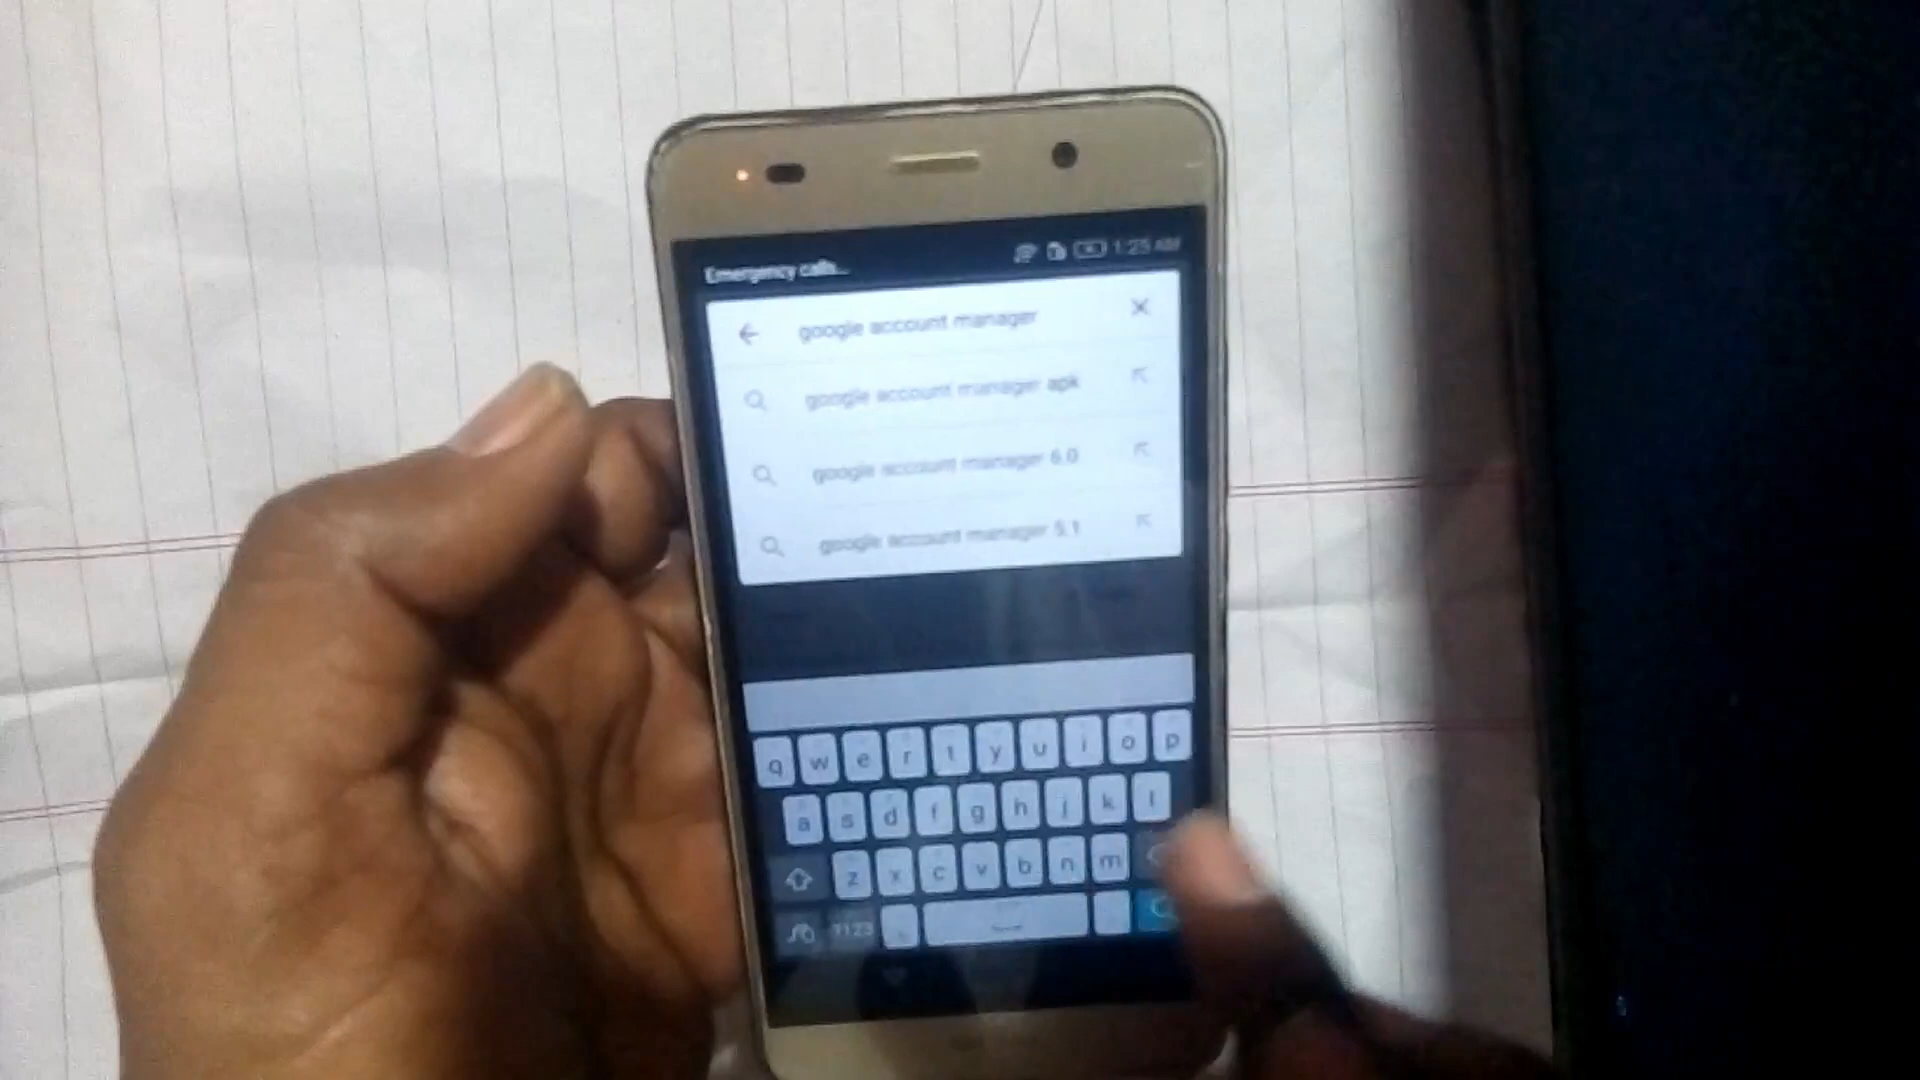 Emergency calls...
1:25 AM
google account manager
google account manager apk
google account manager 6.0
google account manager 5.1
q w e r t y u i o p
a s d f g h j k l
z x c v b n m
?123